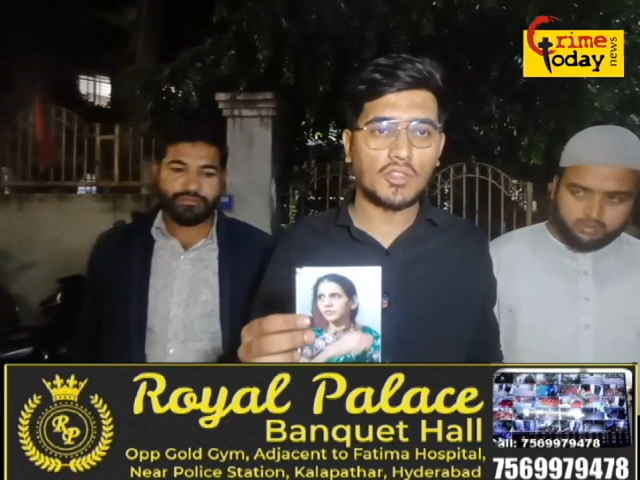 Crime
Today
news
Royal Palace
Banquet Hall
Opp Gold Gym, Adjacent to Fatima Hospital,
Near Police Station, Kalapathar, Hyderabad
RP
Call: 7569979478
7569979478